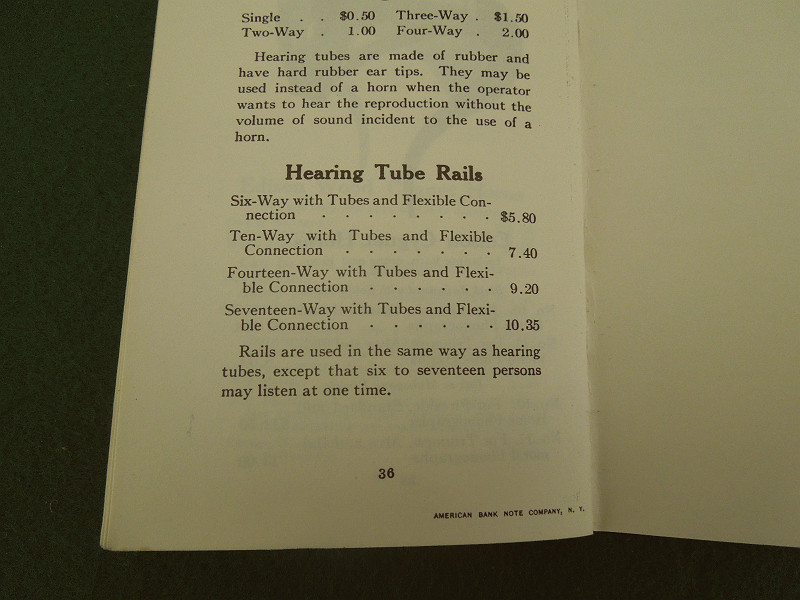 Single . . $0.50 Three-Way . $1.50
Two-Way . 1.00 Four-Way . 2.00
Hearing tubes are made of rubber and
have hard rubber ear tips. They may be
used instead of a horn when the operator
wants to hear the reproduction without the
volume of sound incident to the use of a
horn.
Hearing Tube Rails
Six-Way with Tubes and Flexible Con-
nection . . . . . . . . $5.80
Ten-Way with Tubes and Flexible
Connection . . . . . . . 7.40
Fourteen-Way with Tubes and Flexi-
ble Connection . . . . . . 9.20
Seventeen-Way with Tubes and Flexi-
ble Connection . . . . . . 10.35
Rails are used in the same way as hearing
tubes, except that six to seventeen persons
may listen at one time.
36
AMERICAN BANK NOTE COMPANY, N. Y.